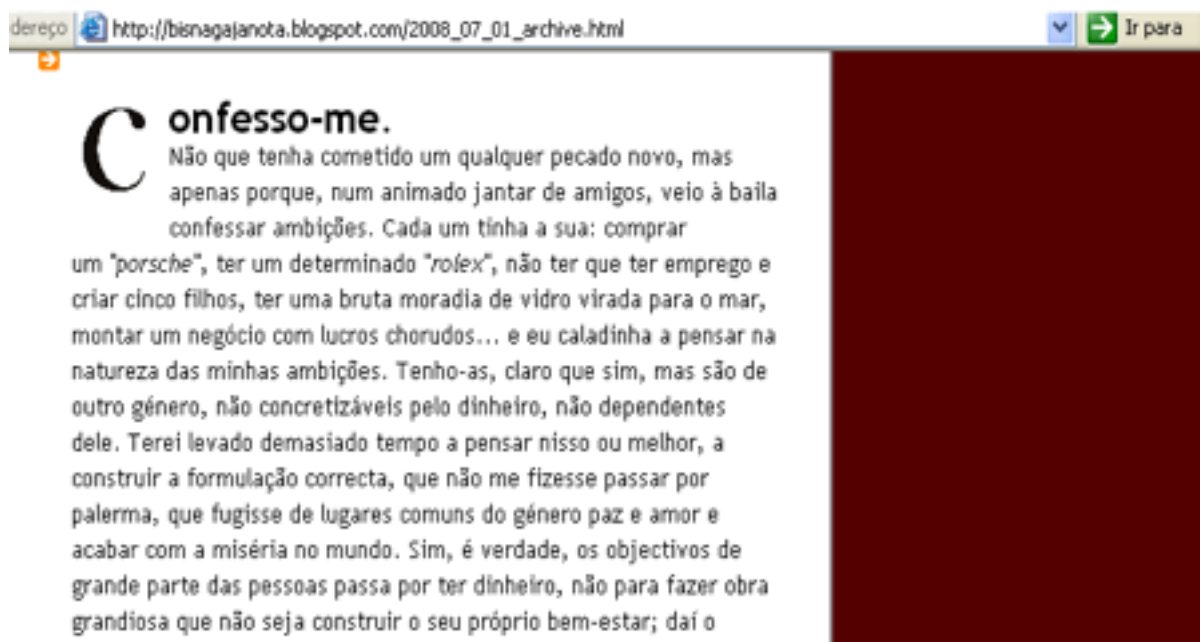 dereço http://bisnagajanota.blogspot.com/2008_07_01_archive.html Ir para
Confesso-me.
Não que tenha cometido um qualquer pecado novo, mas
apenas porque, num animado jantar de amigos, veio à baila
confessar ambições. Cada um tinha a sua: comprar
um "porsche", ter um determinado "rolex", não ter que ter emprego e
criar cinco filhos, ter uma bruta moradia de vidro virada para o mar,
montar um negócio com lucros chorudos... e eu caladinha a pensar na
natureza das minhas ambições. Tenho-as, claro que sim, mas são de
outro género, não concretizáveis pelo dinheiro, não dependentes
dele. Terei levado demasiado tempo a pensar nisso ou melhor, a
construir a formulação correcta, que não me fizesse passar por
palerma, que fugisse de lugares comuns do género paz e amor e
acabar com a miséria no mundo. Sim, é verdade, os objectivos de
grande parte das pessoas passa por ter dinheiro, não para fazer obra
grandiosa que não seja construir o seu próprio bem-estar; daí o